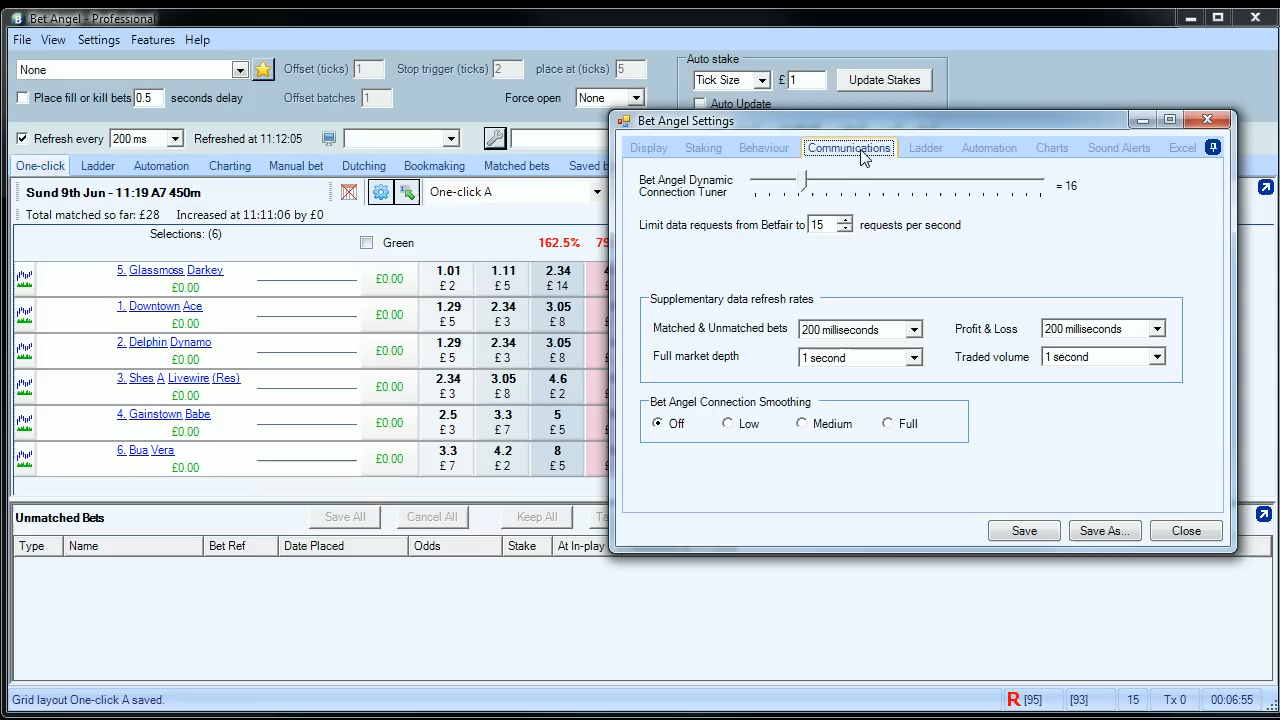 Bet Angel - Professional
File View Settings Features Help
None Offset (ticks) 1 Stop trigger (ticks) 2 place at (ticks) 5
Auto stake
Tick Size £ 1 Update Stakes
Place fill or kill bets 0.5 seconds delay Offset batches 1 Force open None
Auto Update
Refresh every 200 ms Refreshed at 11:12:05
One-click Ladder Automation Charting Manual bet Dutching Bookmaking Matched bets Saved b
Sund 9th Jun - 11:19 A7 450m One-click A
Total matched so far: £28 Increased at 11:11:06 by £0
Selections: (6) Green 162.5%
5. Glassmoss Darkey £0.00 1.01 1.11 2.34
£0.00 £2 £5 £14
1. Downtown Ace £0.00 1.29 2.34 3.05
£0.00 £5 £3 £8
2. Delphin Dynamo £0.00 1.29 2.34 3.05
£0.00 £5 £3 £8
3. Shes A Livewire (Res) £0.00 2.34 3.05 4.6
£0.00 £3 £8 £2
4. Gainstown Babe £0.00 2.5 3.3 5
£0.00 £3 £7 £5
6. Bua Vera £0.00 3.3 4.2 8
£0.00 £7 £2 £5
Unmatched Bets Save All Cancel All Keep All
Type Name Bet Ref Date Placed Odds Stake At In-play
Grid layout One-click A saved. R [95] [93] 15 Tx 0 00:06:55
Bet Angel Settings
Display Staking Behaviour Communications Ladder Automation Charts Sound Alerts Excel
Bet Angel Dynamic
Connection Tuner = 16
Limit data requests from Betfair to 15 requests per second
Supplementary data refresh rates
Matched & Unmatched bets 200 milliseconds Profit & Loss 200 milliseconds
Full market depth 1 second Traded volume 1 second
Bet Angel Connection Smoothing
Off Low Medium Full
Save Save As... Close